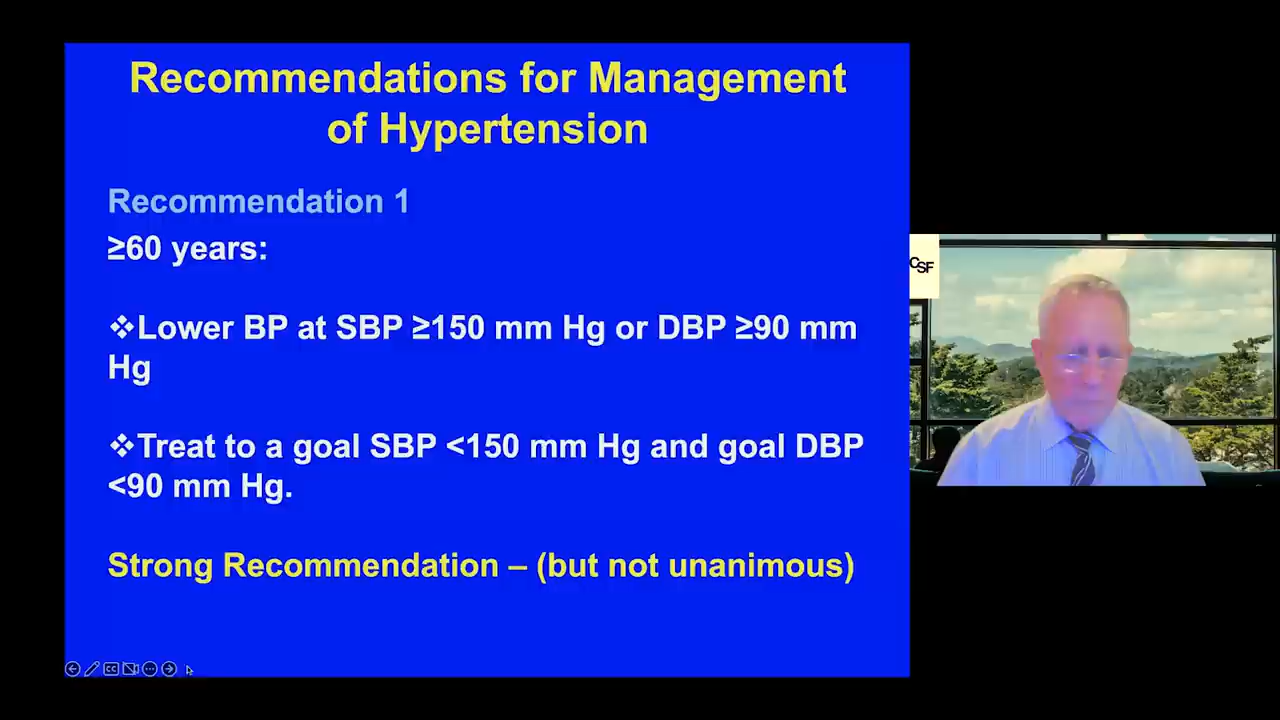 Recommendations for Management
of Hypertension
Recommendation 1
≥60 years:
❖Lower BP at SBP ≥150 mm Hg or DBP ≥90 mm
Hg
❖Treat to a goal SBP <150 mm Hg and goal DBP
<90 mm Hg.
Strong Recommendation – (but not unanimous)
CSF
CC